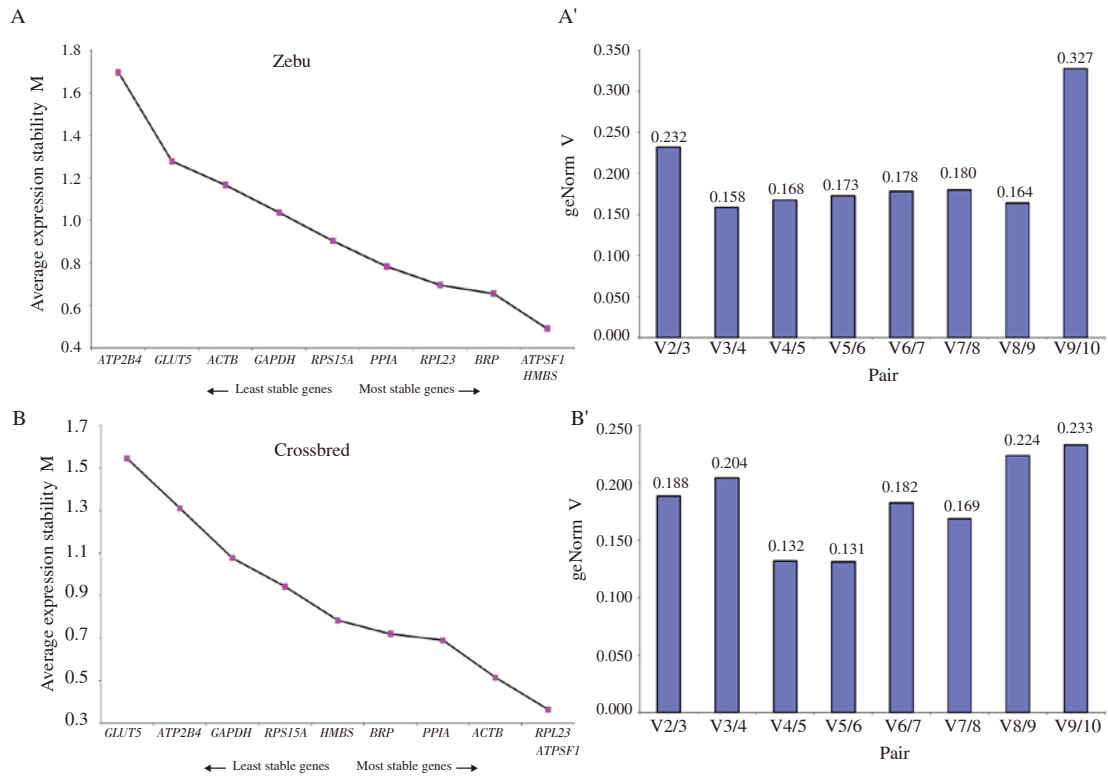 A
Zebu
Average expression stability M
1.8
1.6
1.4
1.2
1.0
0.8
0.6
0.4
ATP2B4 GLUT5 ACTB GAPDH RPS15A PPIA RPL23 BRP ATPSF1
HMBS
← Least stable genes Most stable genes →
A'
geNorm V
0.350
0.300
0.250
0.200
0.150
0.100
0.050
0.000
0.232 0.158 0.168 0.173 0.178 0.180 0.164 0.327
V2/3 V3/4 V4/5 V5/6 V6/7 V7/8 V8/9 V9/10
Pair
B
Crossbred
Average expression stability M
1.7
1.5
1.3
1.1
0.9
0.7
0.5
0.3
GLUT5 ATP2B4 GAPDH RPS15A HMBS BRP PPIA ACTB RPL23
ATPSF1
← Least stable genes Most stable genes →
B'
geNorm V
0.250
0.200
0.150
0.100
0.050
0.000
0.188 0.204 0.132 0.131 0.182 0.169 0.224 0.233
V2/3 V3/4 V4/5 V5/6 V6/7 V7/8 V8/9 V9/10
Pair